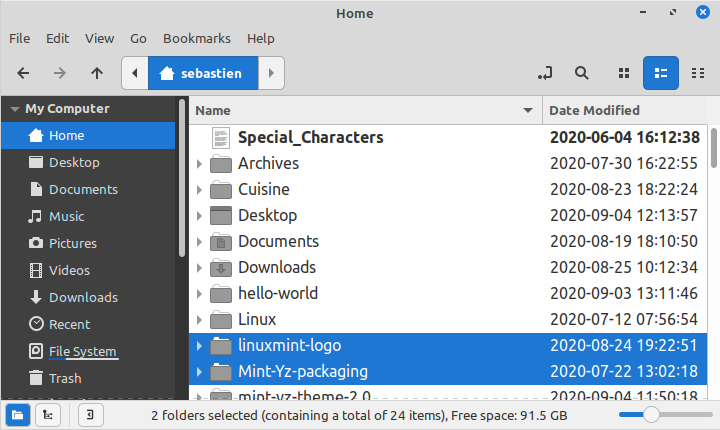 Home
File Edit View Go Bookmarks Help
sebastien
My Computer
Home
Desktop
Documents
Music
Pictures
Videos
Downloads
Recent
File System
Trash
Name Date Modified
Special_Characters 2020-06-04 16:12:38
Archives 2020-07-30 16:22:55
Cuisine 2020-08-23 18:22:24
Desktop 2020-09-04 12:13:57
Documents 2020-08-19 18:10:50
Downloads 2020-08-25 10:12:34
hello-world 2020-09-03 13:11:46
Linux 2020-07-12 07:56:54
linuxmint-logo 2020-08-24 19:22:51
Mint-Yz-packaging 2020-07-22 13:02:18
mint-yz-theme-2.0 2020-09-04 11:50:18
2 folders selected (containing a total of 24 items), Free space: 91.5 GB